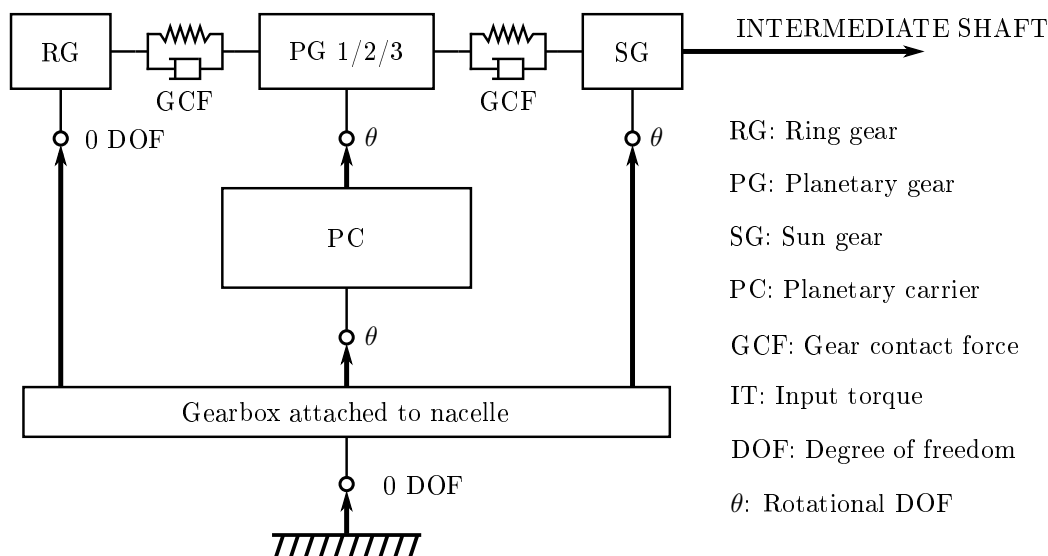 INTERMEDIATE SHAFT
RG
PG 1/2/3
SG
GCF
GCF
0 DOF
θ
θ
PC
θ
Gearbox attached to nacelle
0 DOF
RG: Ring gear
PG: Planetary gear
SG: Sun gear
PC: Planetary carrier
GCF: Gear contact force
IT: Input torque
DOF: Degree of freedom
θ: Rotational DOF